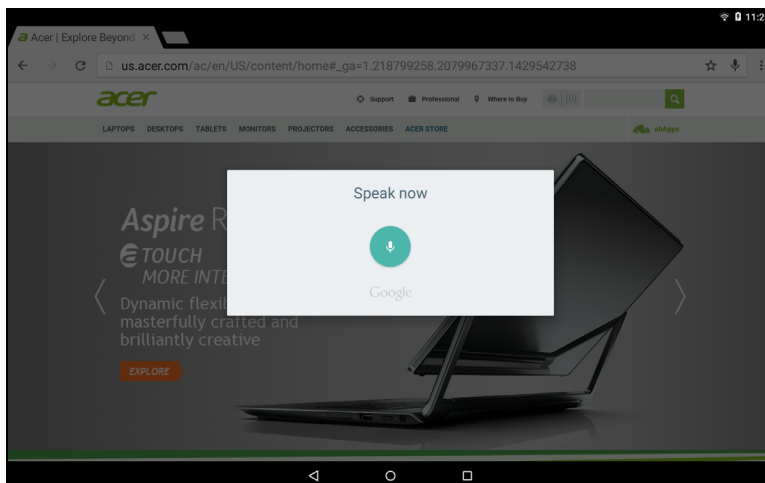 11:2
Acer | Explore Beyond
us.acer.com/ac/en/US/content/home#_ga=1.218799258.2079967337.1429542738
acer
Support Professional Where to Buy (0)
LAPTOPS DESKTOPS TABLETS MONITORS PROJECTORS ACCESSORIES ACER STORE abApps
Speak now
Aspire R
TOUCH
MORE INTE
Google
Dynamic flexib
masterfully crafted and
brilliantly creative
EXPLORE